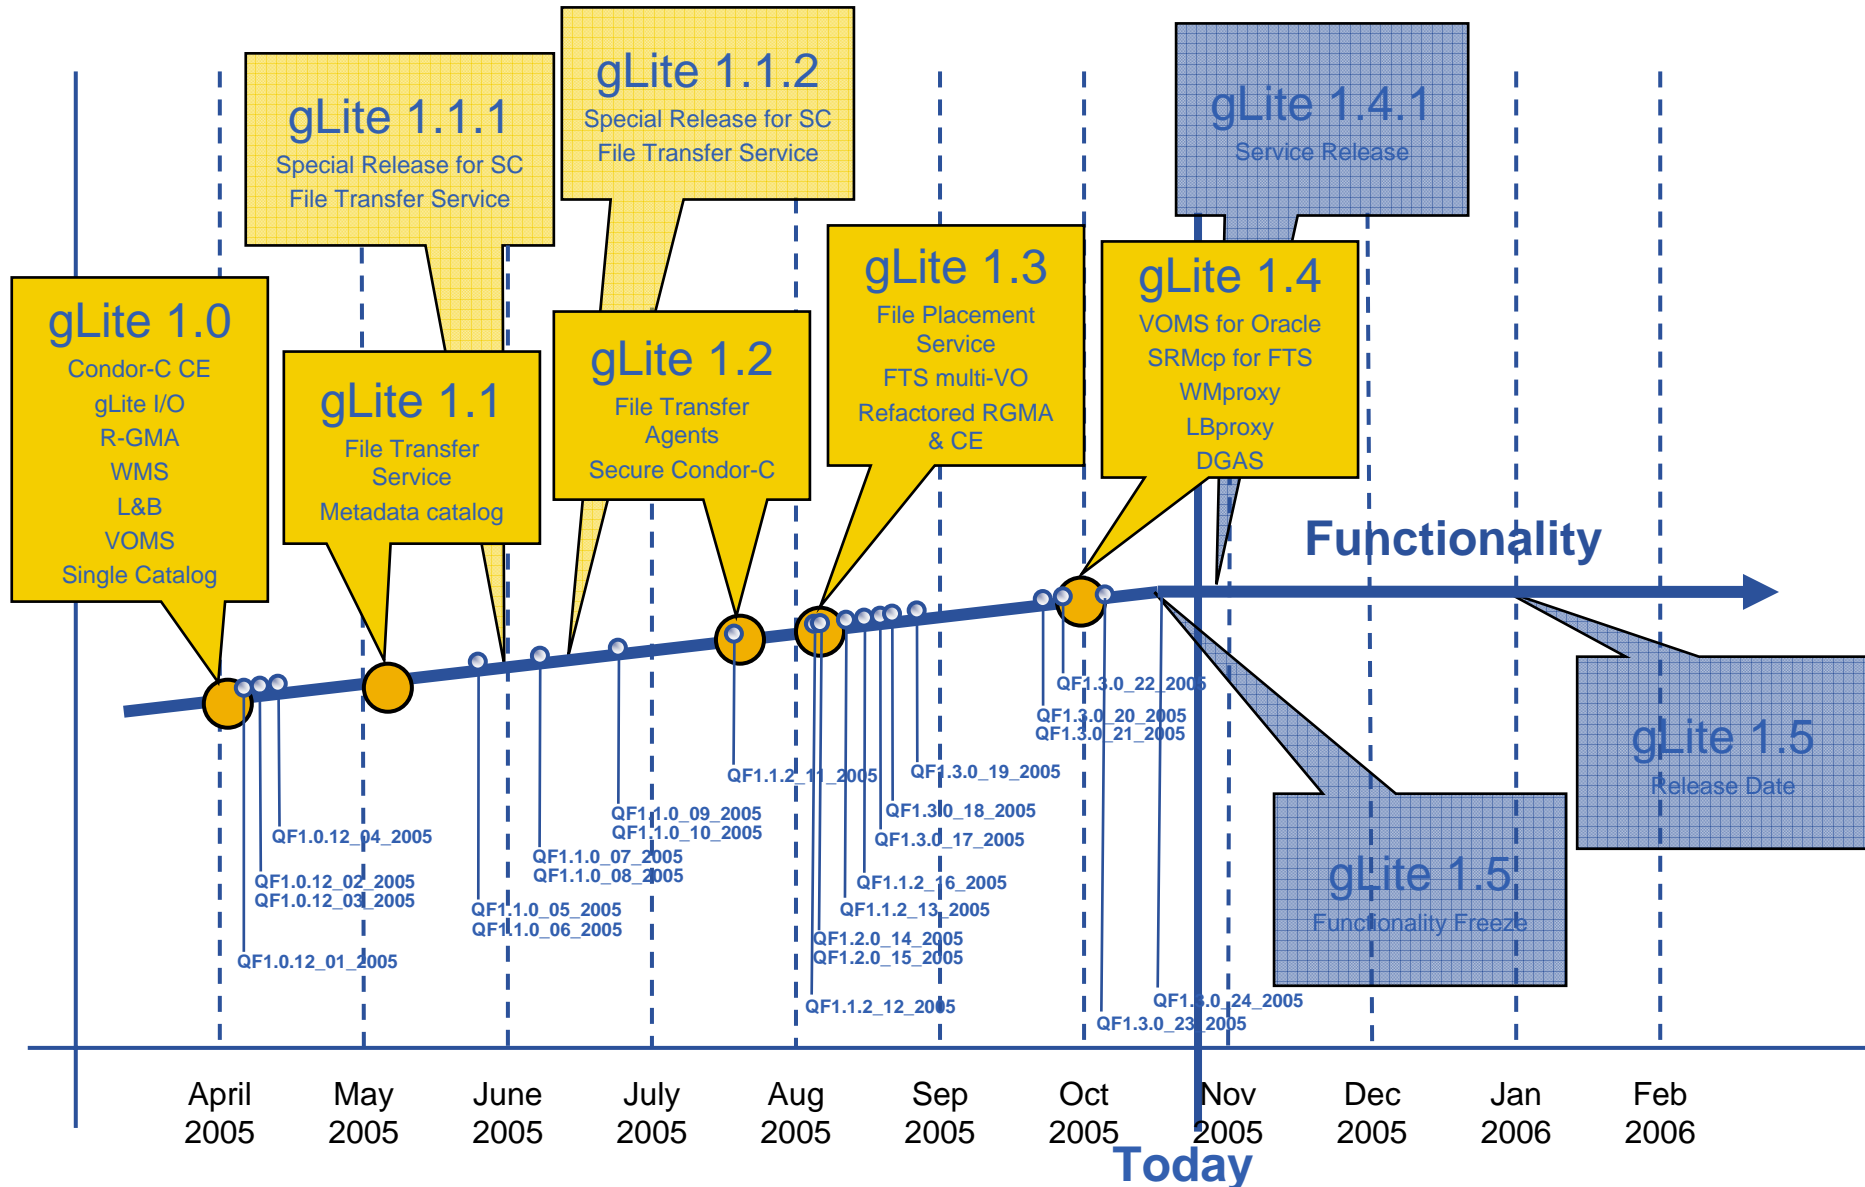 gLite 1.1.1
Special Release for SC
File Transfer Service
gLite 1.1.2
Special Release for SC
File Transfer Service
gLite 1.4.1
Service Release
gLite 1.0
Condor-C CE
gLite I/O
R-GMA
WMS
L&B
VOMS
Single Catalog
gLite 1.1
File Transfer
Service
Metadata catalog
gLite 1.2
File Transfer
Agents
Secure Condor-C
gLite 1.3
File Placement
Service
FTS multi-VO
Refactored RGMA
& CE
gLite 1.4
VOMS for Oracle
SRMcp for FTS
WMproxy
LBproxy
DGAS
Functionality
QF1.0.12_04_2005
QF1.0.12_02_2005
QF1.0.12_03_2005
QF1.0.12_01_2005
QF1.1.0_05_2005
QF1.1.0_06_2005
QF1.1.0_07_2005
QF1.1.0_08_2005
QF1.1.0_09_2005
QF1.1.0_10_2005
QF1.1.2_11_2005
QF1.3.0_19_2005
QF1.3.0_18_2005
QF1.3.0_17_2005
QF1.1.2_16_2005
QF1.1.2_13_2005
QF1.2.0_14_2005
QF1.2.0_15_2005
QF1.1.2_12_2005
QF1.3.0_22_2005
QF1.3.0_20_2005
QF1.3.0_21_2005
QF1.3.0_24_2005
QF1.3.0_23_2005
gLite 1.5
Functionality Freeze
gLite 1.5
Release Date
April
2005
May
2005
June
2005
July
2005
Aug
2005
Sep
2005
Oct
2005
Nov
2005
Dec
2005
Jan
2006
Feb
2006
Today